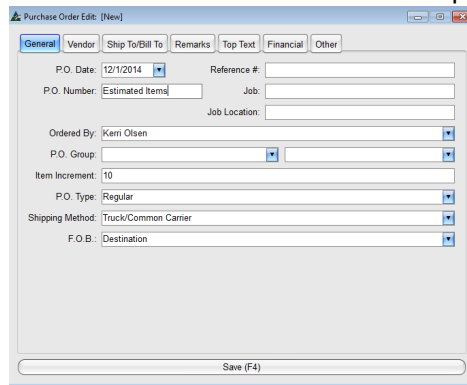 Purchase Order Edit: [New]
General Vendor Ship To/Bill To Remarks Top Text Financial Other
P.O. Date: 12/1/2014 Reference #:
P.O. Number: Estimated Items Job:
Job Location:
Ordered By: Kerri Olsen
P.O. Group:
Item Increment: 10
P.O. Type: Regular
Shipping Method: Truck/Common Carrier
F.O.B.: Destination
Save (F4)